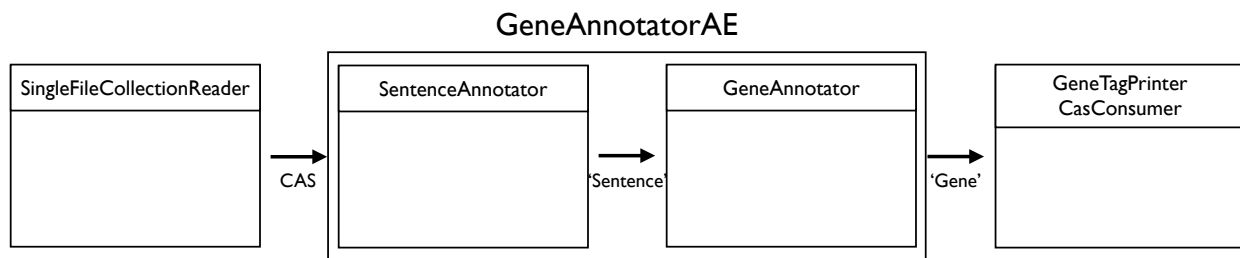 GeneAnnotatorAE
SingleFileCollectionReader
SentenceAnnotator
GeneAnnotator
GeneTagPrinter
CasConsumer
CAS
'Sentence'
'Gene'